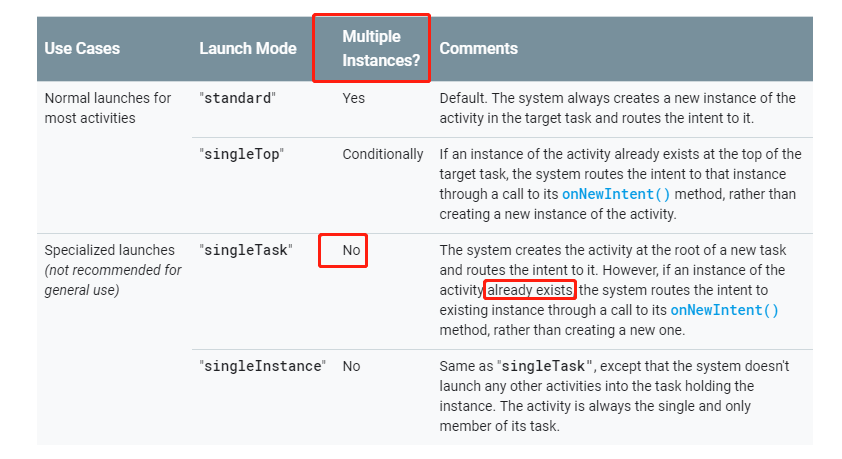 Use Cases
Launch Mode
Multiple
Instances?
Comments
Normal launches for
most activities
"standard"
Yes
Default. The system always creates a new instance of the
activity in the target task and routes the intent to it.
"singleTop"
Conditionally
If an instance of the activity already exists at the top of the
target task, the system routes the intent to that instance
through a call to its onNewIntent() method, rather than
creating a new instance of the activity.
Specialized launches
(not recommended for
general use)
"singleTask"
No
The system creates the activity at the root of a new task
and routes the intent to it. However, if an instance of the
activity already exists, the system routes the intent to
existing instance through a call to its onNewIntent()
method, rather than creating a new one.
"singleInstance"
No
Same as "singleTask", except that the system doesn't
launch any other activities into the task holding the
instance. The activity is always the single and only
member of its task.